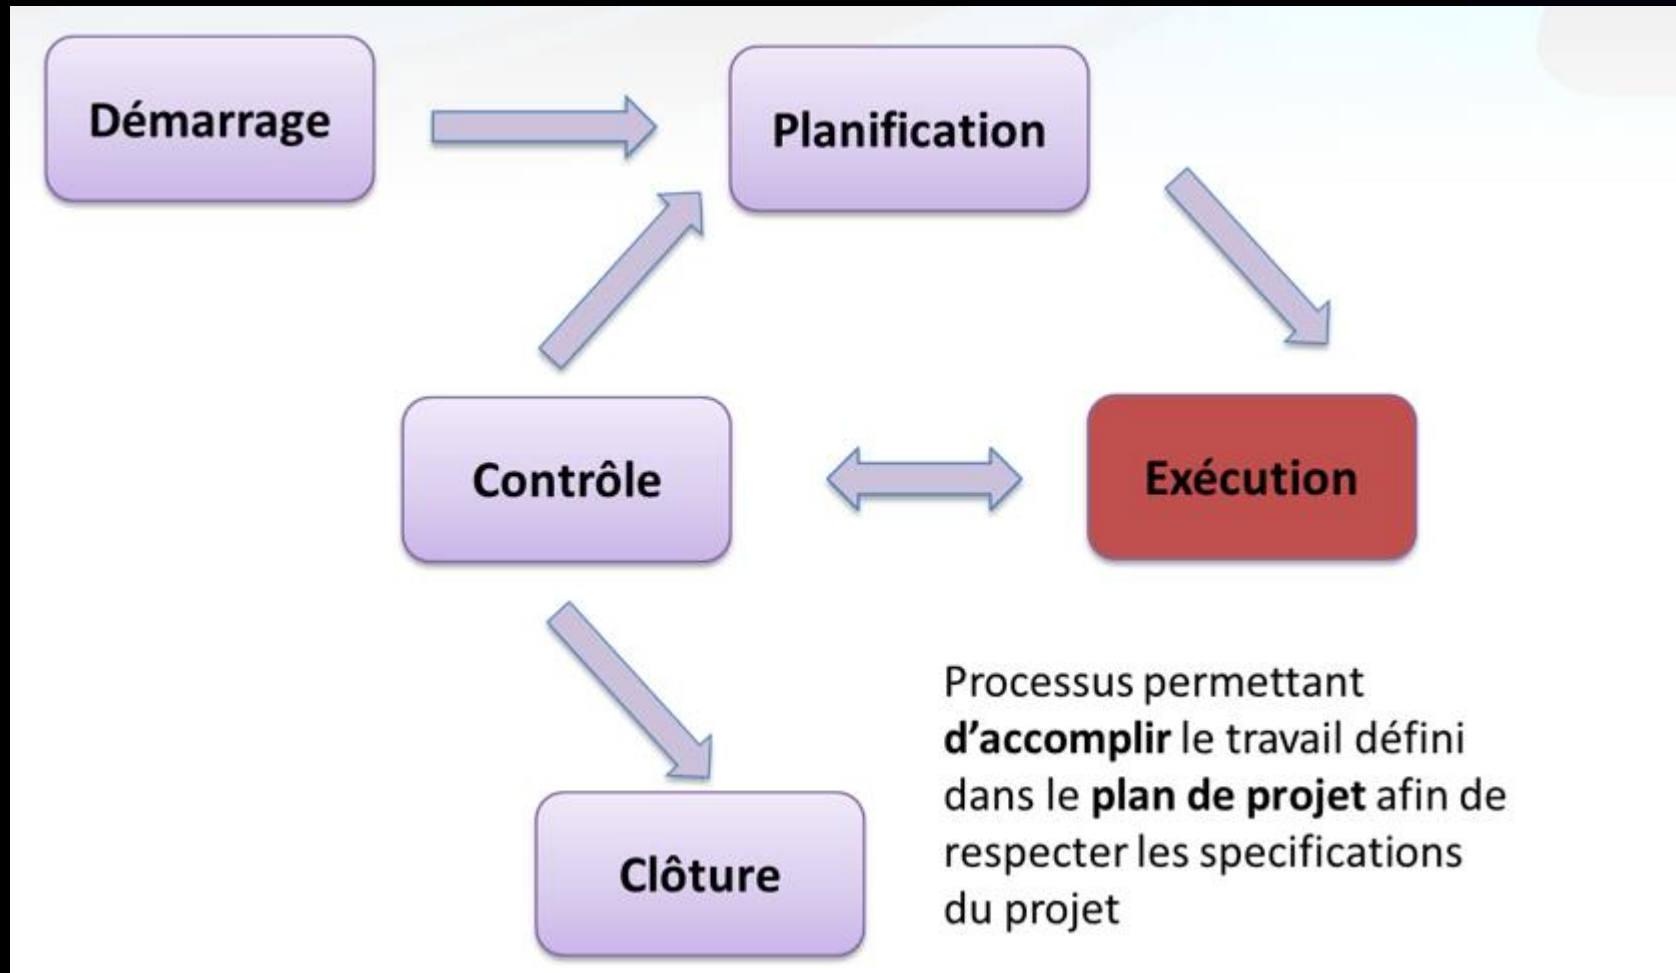 Démarrage
Planification
Contrôle
Exécution
Clôture
Processus permettant
d’accomplir le travail défini
dans le plan de projet afin de
respecter les specifications
du projet